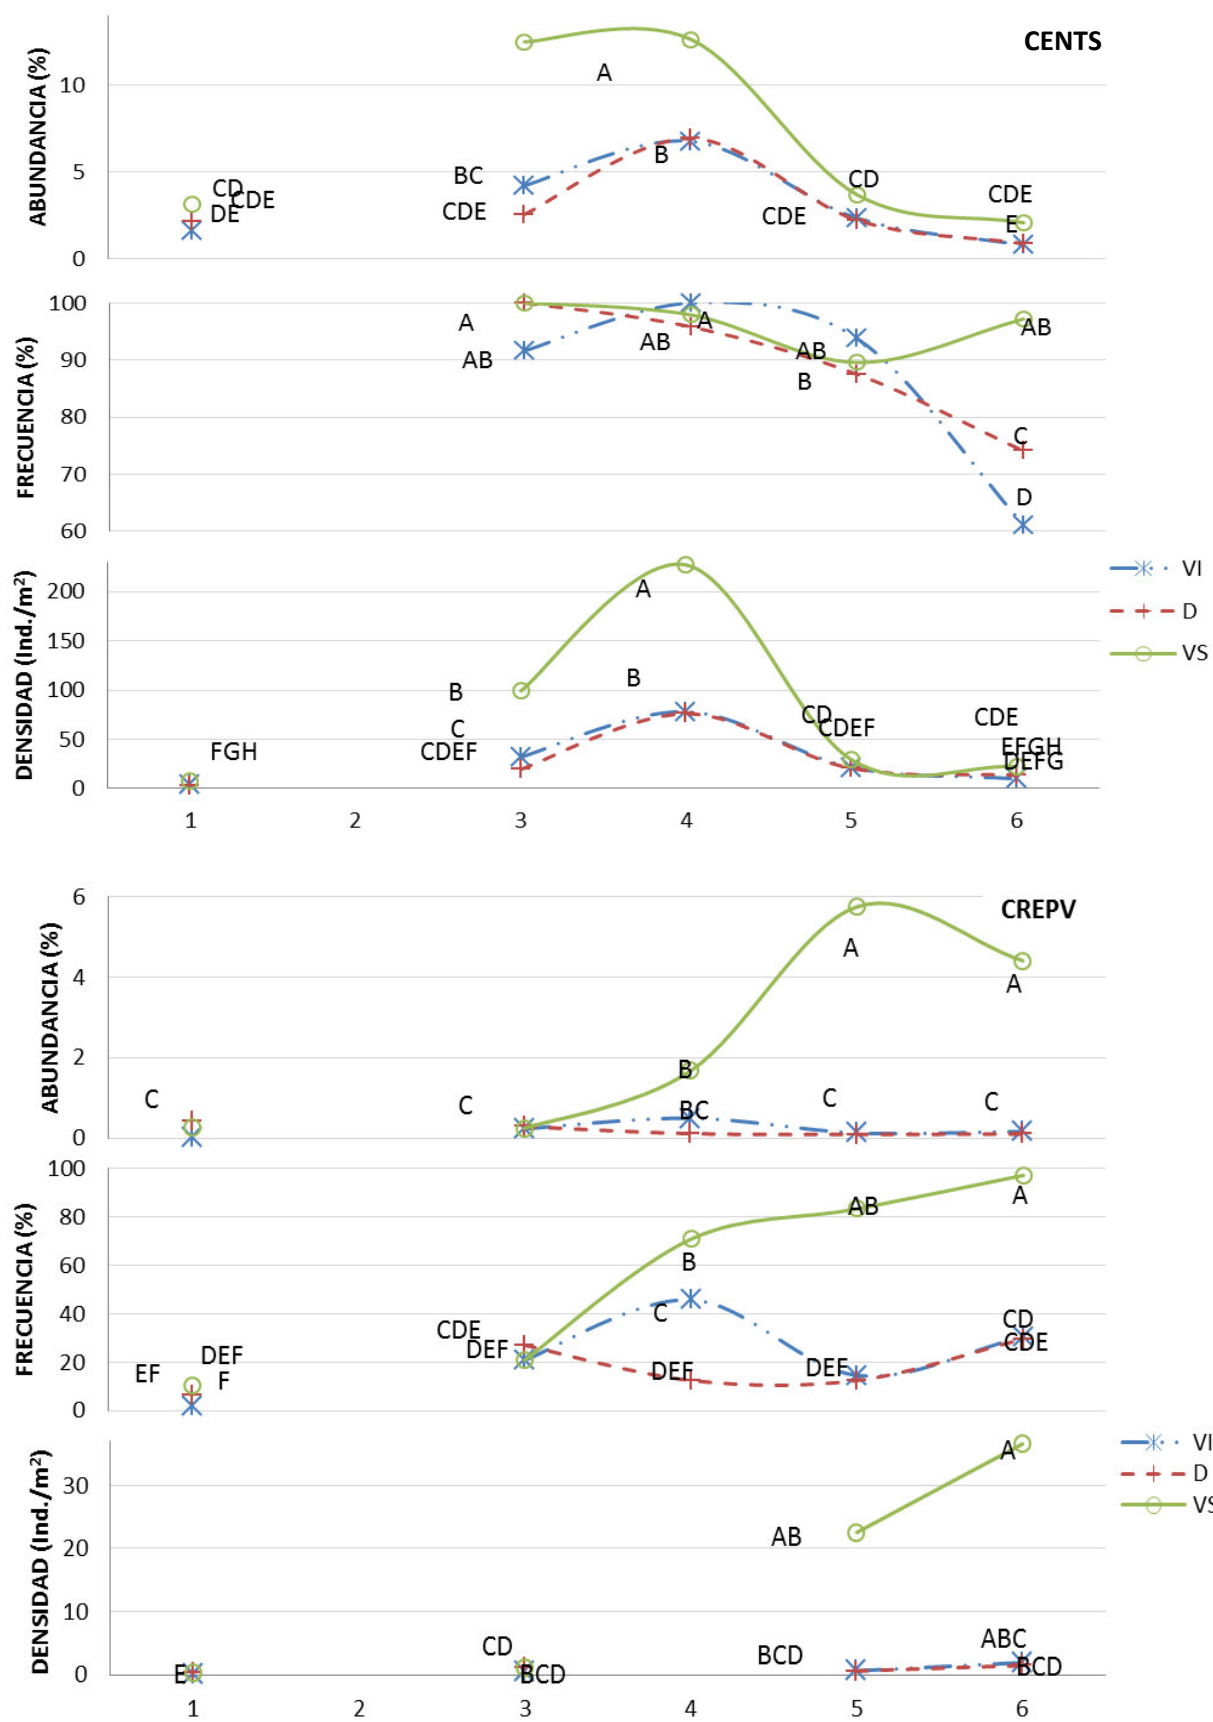 CENTS
ABUNDANCIA (%)
10
5
0
A
BC
B
CD
CDE
DE
CDE
CDE
CD
CDE
E
FRECUENCIA (%)
100
90
80
70
60
A
AB
A
AB
AB
B
AB
C
D
DENSIDAD (Ind./m²)
200
150
100
50
0
A
B
B
C
CDEF
FGH
CD
CDEF
CDE
EFGH
DEFG
1 2 3 4 5 6
VI
D
VS
CREPV
ABUNDANCIA (%)
6
4
2
0
A
A
B
BC
C
C
C
C
FRECUENCIA (%)
100
80
60
40
20
0
A
AB
B
C
CDE
DEF
DEF
EF
F
DEF
DEF
CD
CDE
DENSIDAD (Ind./m²)
30
20
10
0
A
AB
CD
BCD
BCD
ABC
BCD
E
1 2 3 4 5 6
VI
D
VS